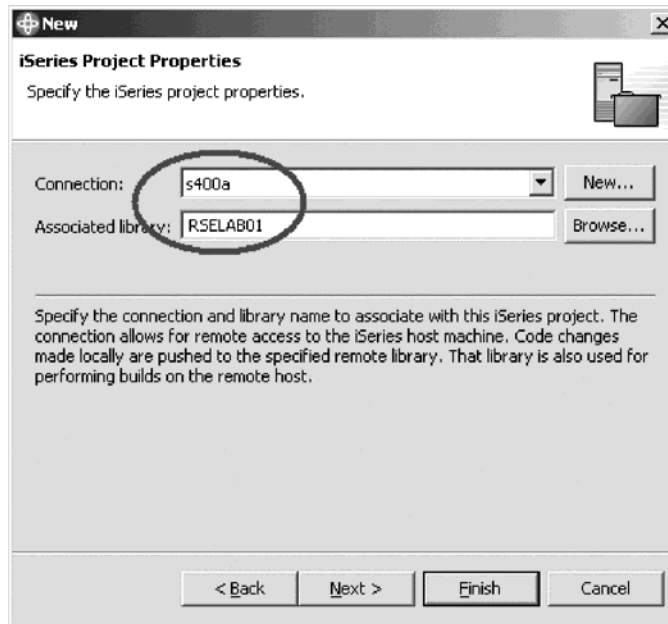 New
iSeries Project Properties
Specify the iSeries project properties.
Connection: s400a New...
Associated library: RSELAB01 Browse...
Specify the connection and library name to associate with this iSeries project. The
connection allows for remote access to the iSeries host machine. Code changes
made locally are pushed to the specified remote library. That library is also used for
performing builds on the remote host.
< Back Next > Finish Cancel